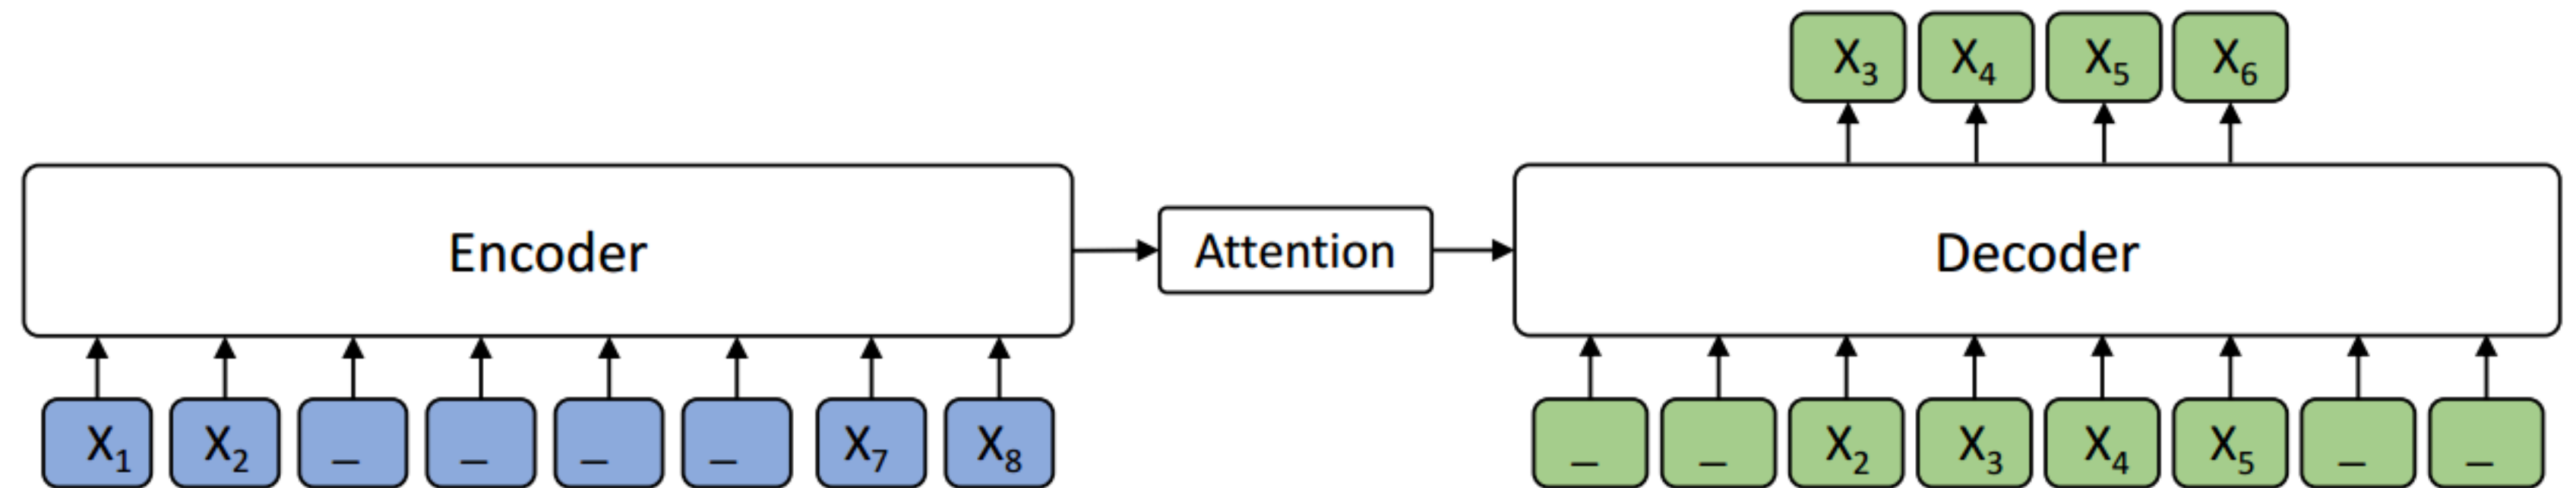 X₃ X₄ X₅ X₆
Encoder Attention Decoder
X₁ X₂ _ _ _ _ X₇ X₈ _ _ X₂ X₃ X₄ X₅ _ _